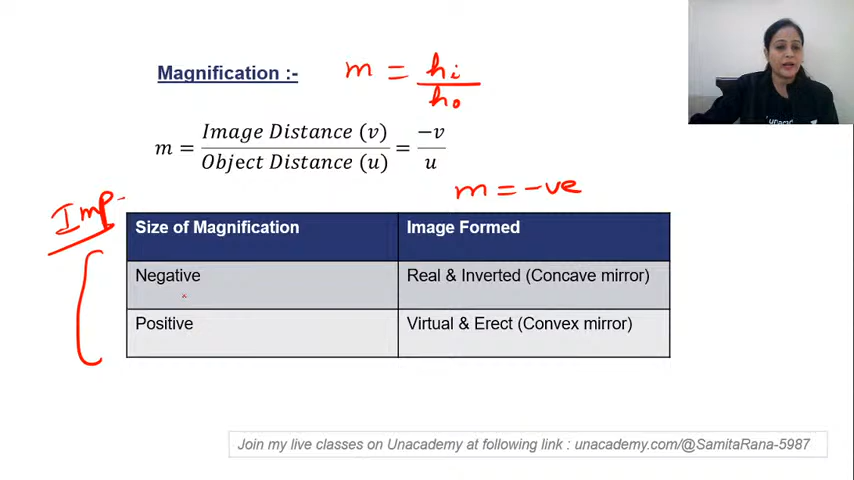 Magnification :- m = hi/ho
m = Image Distance (v)/Object Distance (u) = −v/u
m = -ve
Imp-
Size of Magnification Image Formed
Negative Real & Inverted (Concave mirror)
Positive Virtual & Erect (Convex mirror)
Join my live classes on Unacademy at following link : unacademy.com/@SamitaRana-5987